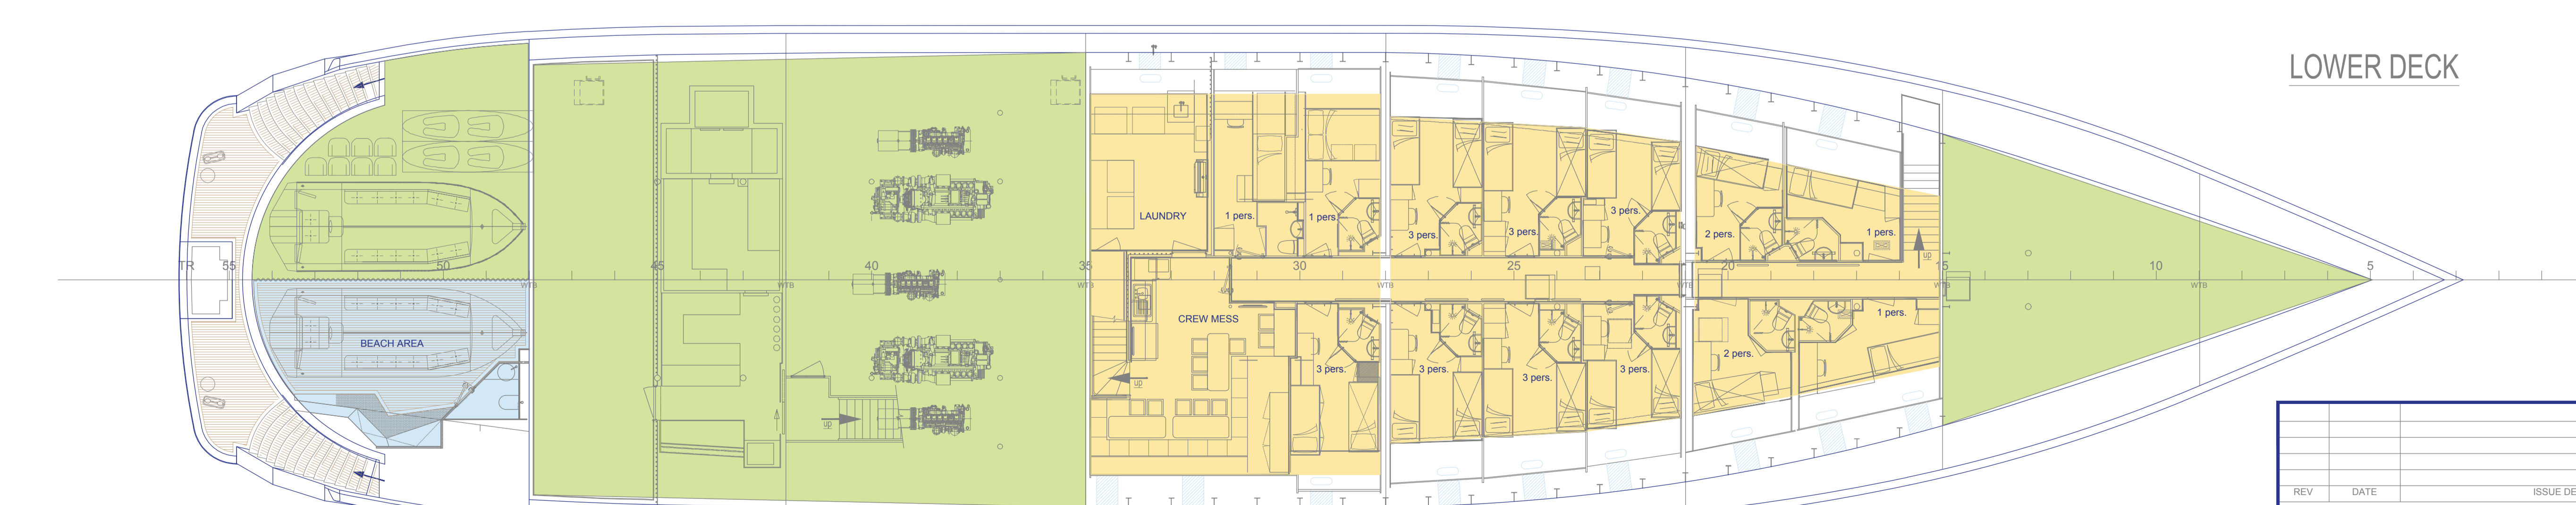 LOWER DECK
LAUNDRY
1 pers.
1 pers.
3 pers.
3 pers.
3 pers.
2 pers.
1 pers.
up
TR
55
50
45
40
35
30
25
20
15
10
5
WTB
WTB
WTB
WTB
WTB
WTB
WTB
BEACH AREA
CREW MESS
up
up
up
3 pers.
3 pers.
3 pers.
3 pers.
2 pers.
1 pers.
REV
DATE
ISSUE DE